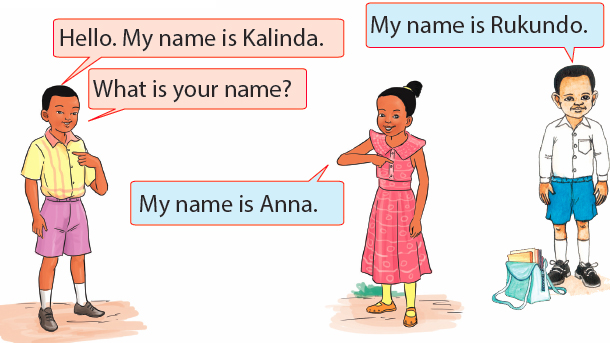 Hello. My name is Kalinda.
What is your name?
My name is Anna.
My name is Rukundo.